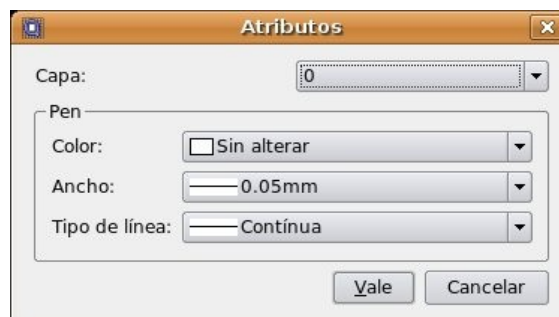 Atributos
Capa: 0
Pen
Color: Sin alterar
Ancho: 0.05mm
Tipo de línea: Contínua
Vale Cancelar